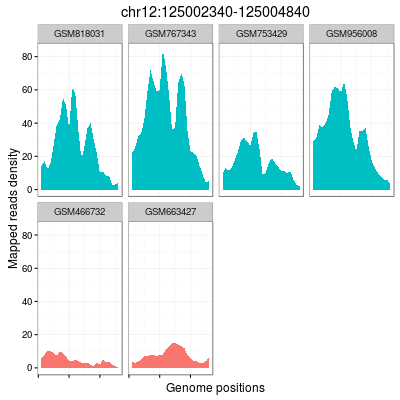 chr12:125002340-125004840
GSM818031 GSM767343 GSM753429 GSM956008
80
60
40
20
0
Mapped reads density
GSM466732 GSM663427
80
60
40
20
0
Genome positions